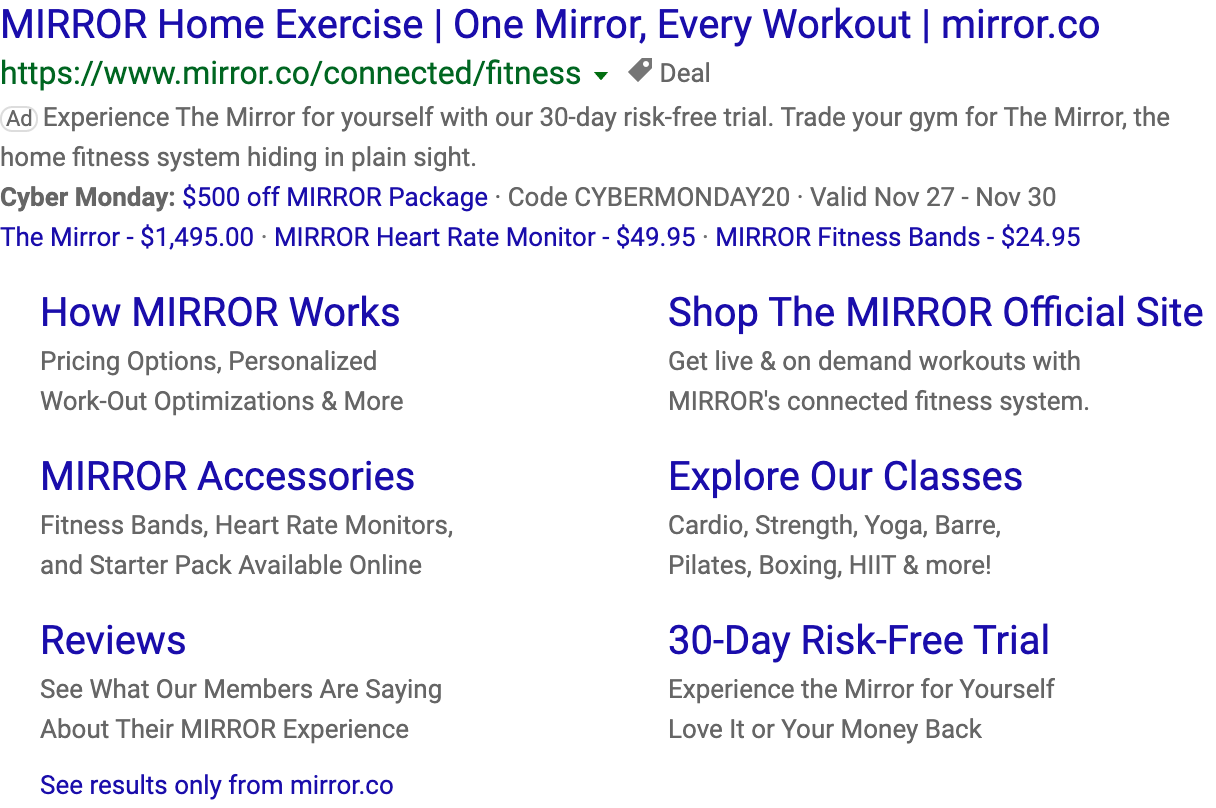 MIRROR Home Exercise | One Mirror, Every Workout | mirror.co
https://www.mirror.co/connected/fitness Deal
Ad Experience The Mirror for yourself with our 30-day risk-free trial. Trade your gym for The Mirror, the
home fitness system hiding in plain sight.
Cyber Monday: $500 off MIRROR Package · Code CYBERMONDAY20 · Valid Nov 27 - Nov 30
The Mirror - $1,495.00 · MIRROR Heart Rate Monitor - $49.95 · MIRROR Fitness Bands - $24.95
How MIRROR Works
Pricing Options, Personalized
Work-Out Optimizations & More
Shop The MIRROR Official Site
Get live & on demand workouts with
MIRROR's connected fitness system.
MIRROR Accessories
Fitness Bands, Heart Rate Monitors,
and Starter Pack Available Online
Explore Our Classes
Cardio, Strength, Yoga, Barre,
Pilates, Boxing, HIIT & more!
Reviews
See What Our Members Are Saying
About Their MIRROR Experience
30-Day Risk-Free Trial
Experience the Mirror for Yourself
Love It or Your Money Back
See results only from mirror.co